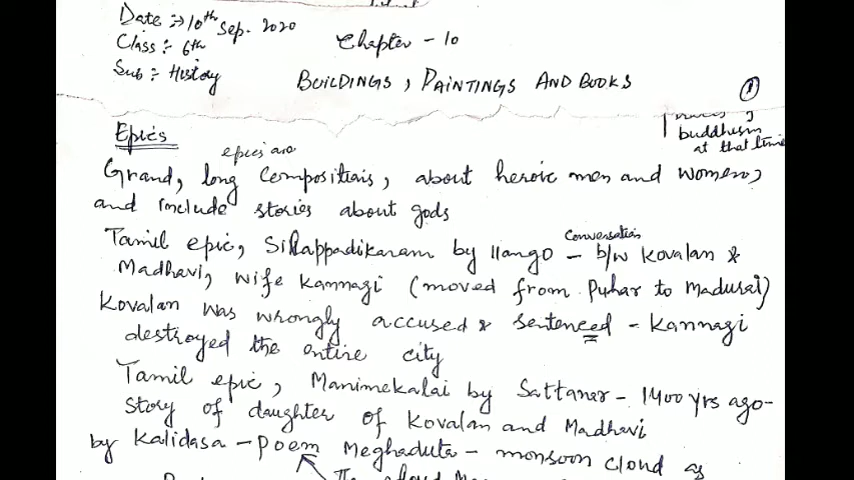 Date :→ 10th Sep. 2020
Class :- 6th
Chapter - 10
Sub :- History
BUILDINGS, PAINTINGS AND BOOKS
1
buddhism
at that time
Epics
epics are
Grand, long compositiais, about heroic men and women,
and include stories about gods
Conversation
Tamil epic, Sillappadikaram by Ilango - b/w Kovalan &
Madhavi, wife Kannagi (moved from Puhar to Madurai)
Kovalan was wrongly accused & sentenced - Kannagi
destroyed the entire city
Tamil epic, Manimekalai by Sattanar - 1400 yrs ago-
story of daughter of Kovalan and Madhavi
by Kalidasa - poem Meghaduta - monsoon cloud as